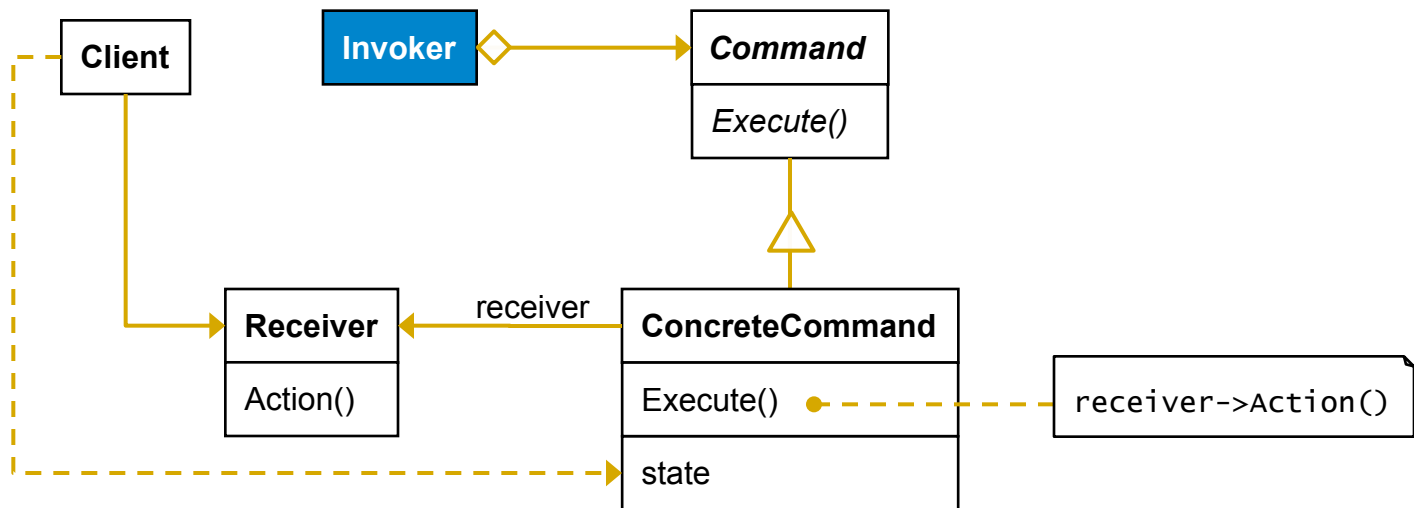 Client
Invoker
Command
Execute()
Receiver
Action()
receiver
ConcreteCommand
Execute()
state
receiver->Action()